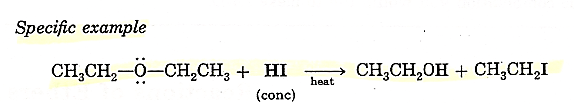 Specific example
CH₃CH₂—Ö—CH₂CH₃ + HI ⟶ CH₃CH₂OH + CH₃CH₂I
(conc) heat